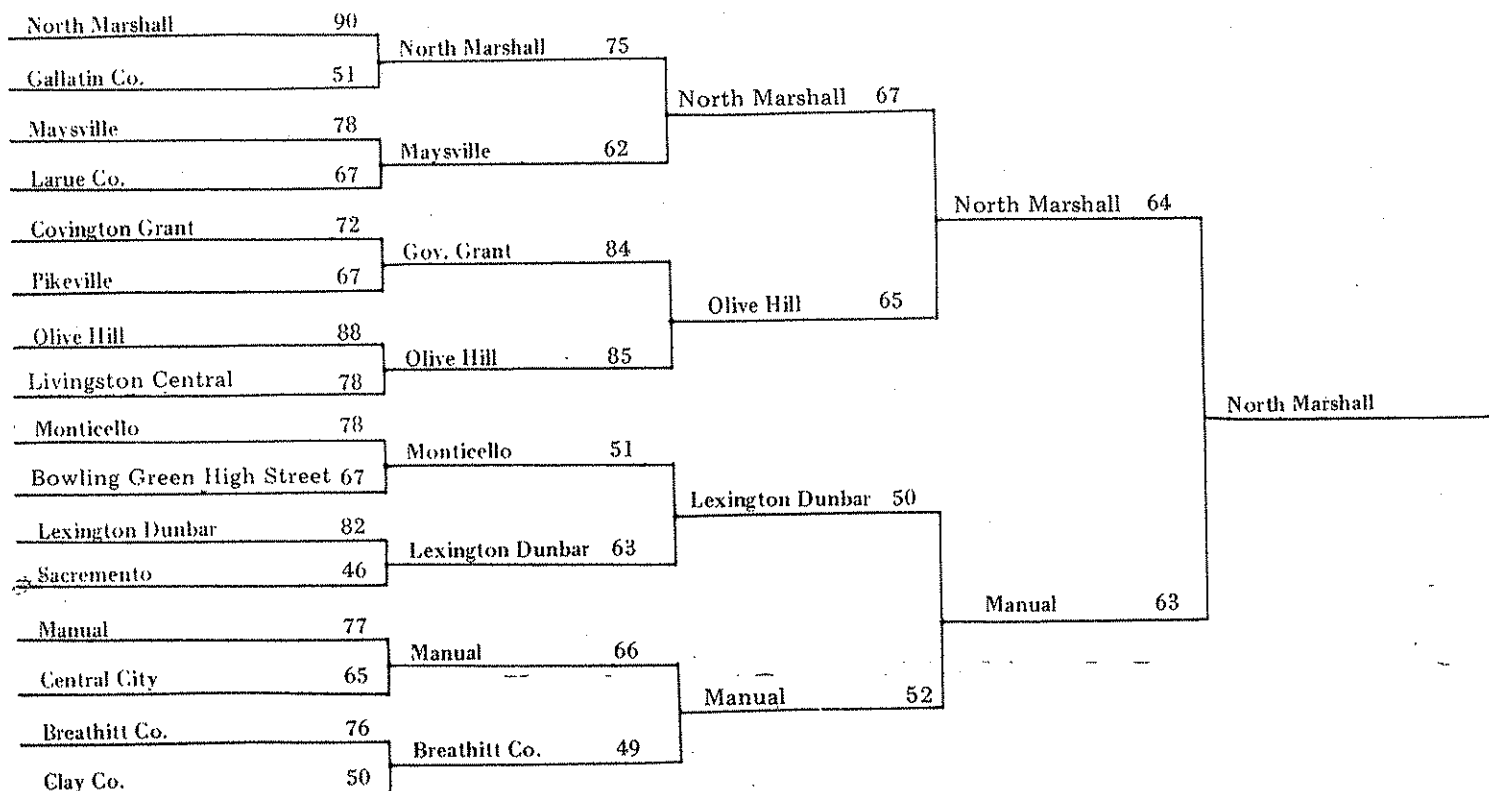 North Marshall 90
Gallatin Co. 51
Maysville 78
Larue Co. 67
Covington Grant 72
Pikeville 67
Olive Hill 88
Livingston Central 78
Monticello 78
Bowling Green High Street 67
Lexington Dunbar 82
Sacremento 46
Manual 77
Central City 65
Breathitt Co. 76
Clay Co. 50
North Marshall 75
Maysville 62
Gov. Grant 84
Olive Hill 85
Monticello 51
Lexington Dunbar 63
Manual 66
Breathitt Co. 49
North Marshall 67
Olive Hill 65
Lexington Dunbar 50
Manual 52
North Marshall 64
Manual 63
North Marshall